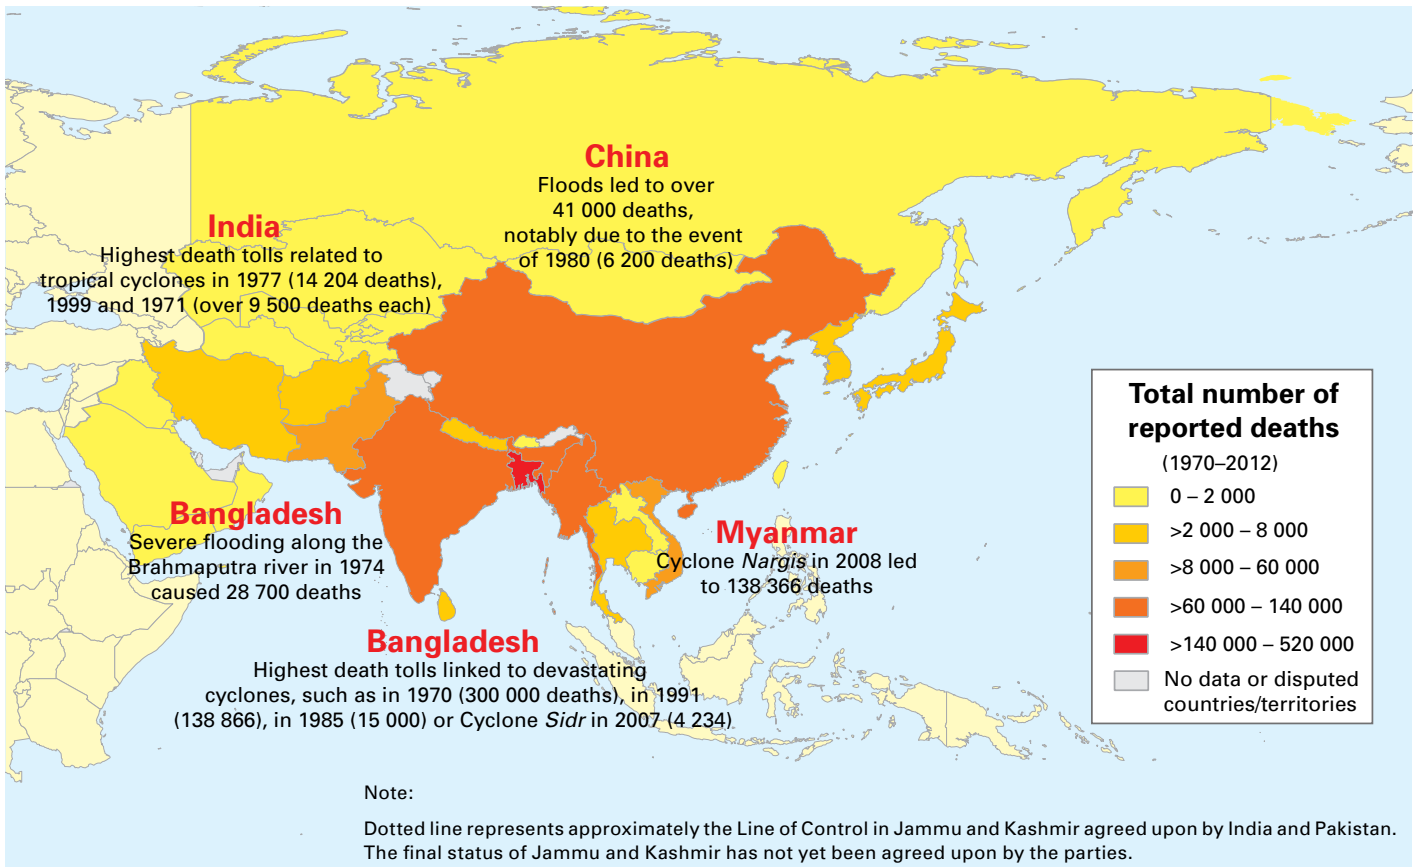 China
Floods led to over
41 000 deaths,
notably due to the event
of 1980 (6 200 deaths)
India
Highest death tolls related to
tropical cyclones in 1977 (14 204 deaths),
1999 and 1971 (over 9 500 deaths each)
Bangladesh
Severe flooding along the
Brahmaputra river in 1974
caused 28 700 deaths
Myanmar
Cyclone Nargis in 2008 led
to 138 366 deaths
Bangladesh
Highest death tolls linked to devastating
cyclones, such as in 1970 (300 000 deaths), in 1991
(138 866), in 1985 (15 000) or Cyclone Sidr in 2007 (4 234)
Total number of
reported deaths
(1970–2012)
0 – 2 000
>2 000 – 8 000
>8 000 – 60 000
>60 000 – 140 000
>140 000 – 520 000
No data or disputed
countries/territories
Note:
Dotted line represents approximately the Line of Control in Jammu and Kashmir agreed upon by India and Pakistan.
The final status of Jammu and Kashmir has not yet been agreed upon by the parties.